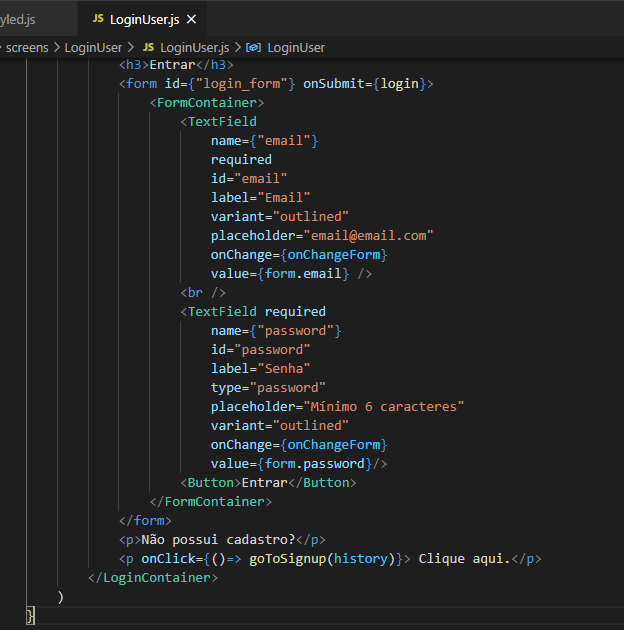 yled.js JS LoginUser.js ×
screens > LoginUser > JS LoginUser.js > LoginUser
<h3>Entrar</h3>
<form id={"login_form"} onSubmit={login}>
<FormContainer>
<TextField
name={"email"}
required
id="email"
label="Email"
variant="outlined"
placeholder="email@email.com"
onChange={onChangeForm}
value={form.email} />
<br />
<TextField required
name={"password"}
id="password"
label="Senha"
type="password"
placeholder="Mínimo 6 caracteres"
variant="outlined"
onChange={onChangeForm}
value={form.password}/>
<Button>Entrar</Button>
</FormContainer>
</form>
<p>Não possui cadastro?</p>
<p onClick={()=> goToSignup(history)}> Clique aqui.</p>
</LoginContainer>
)
}